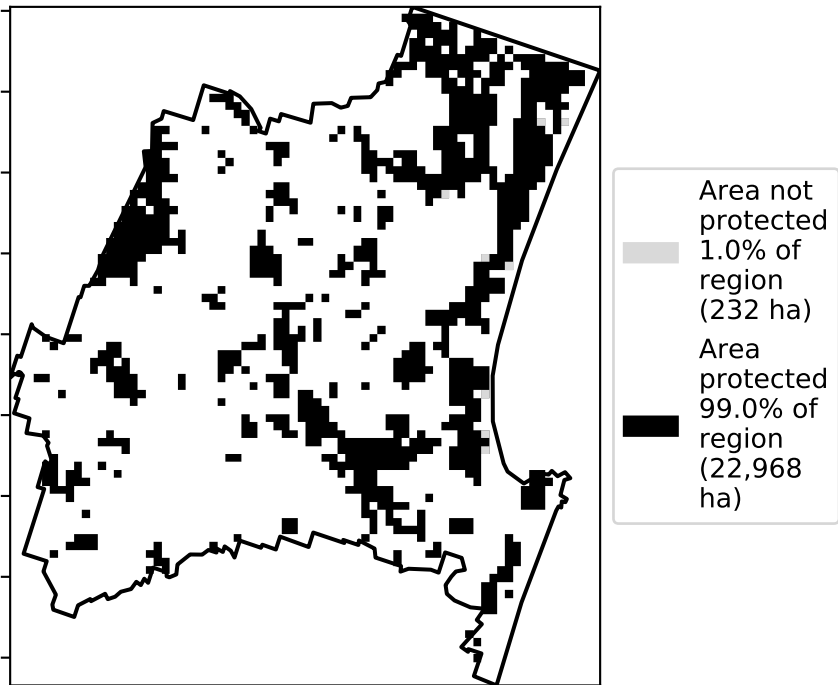 Area not
protected
1.0% of
region
(232 ha)
Area
protected
99.0% of
region
(22,968
ha)